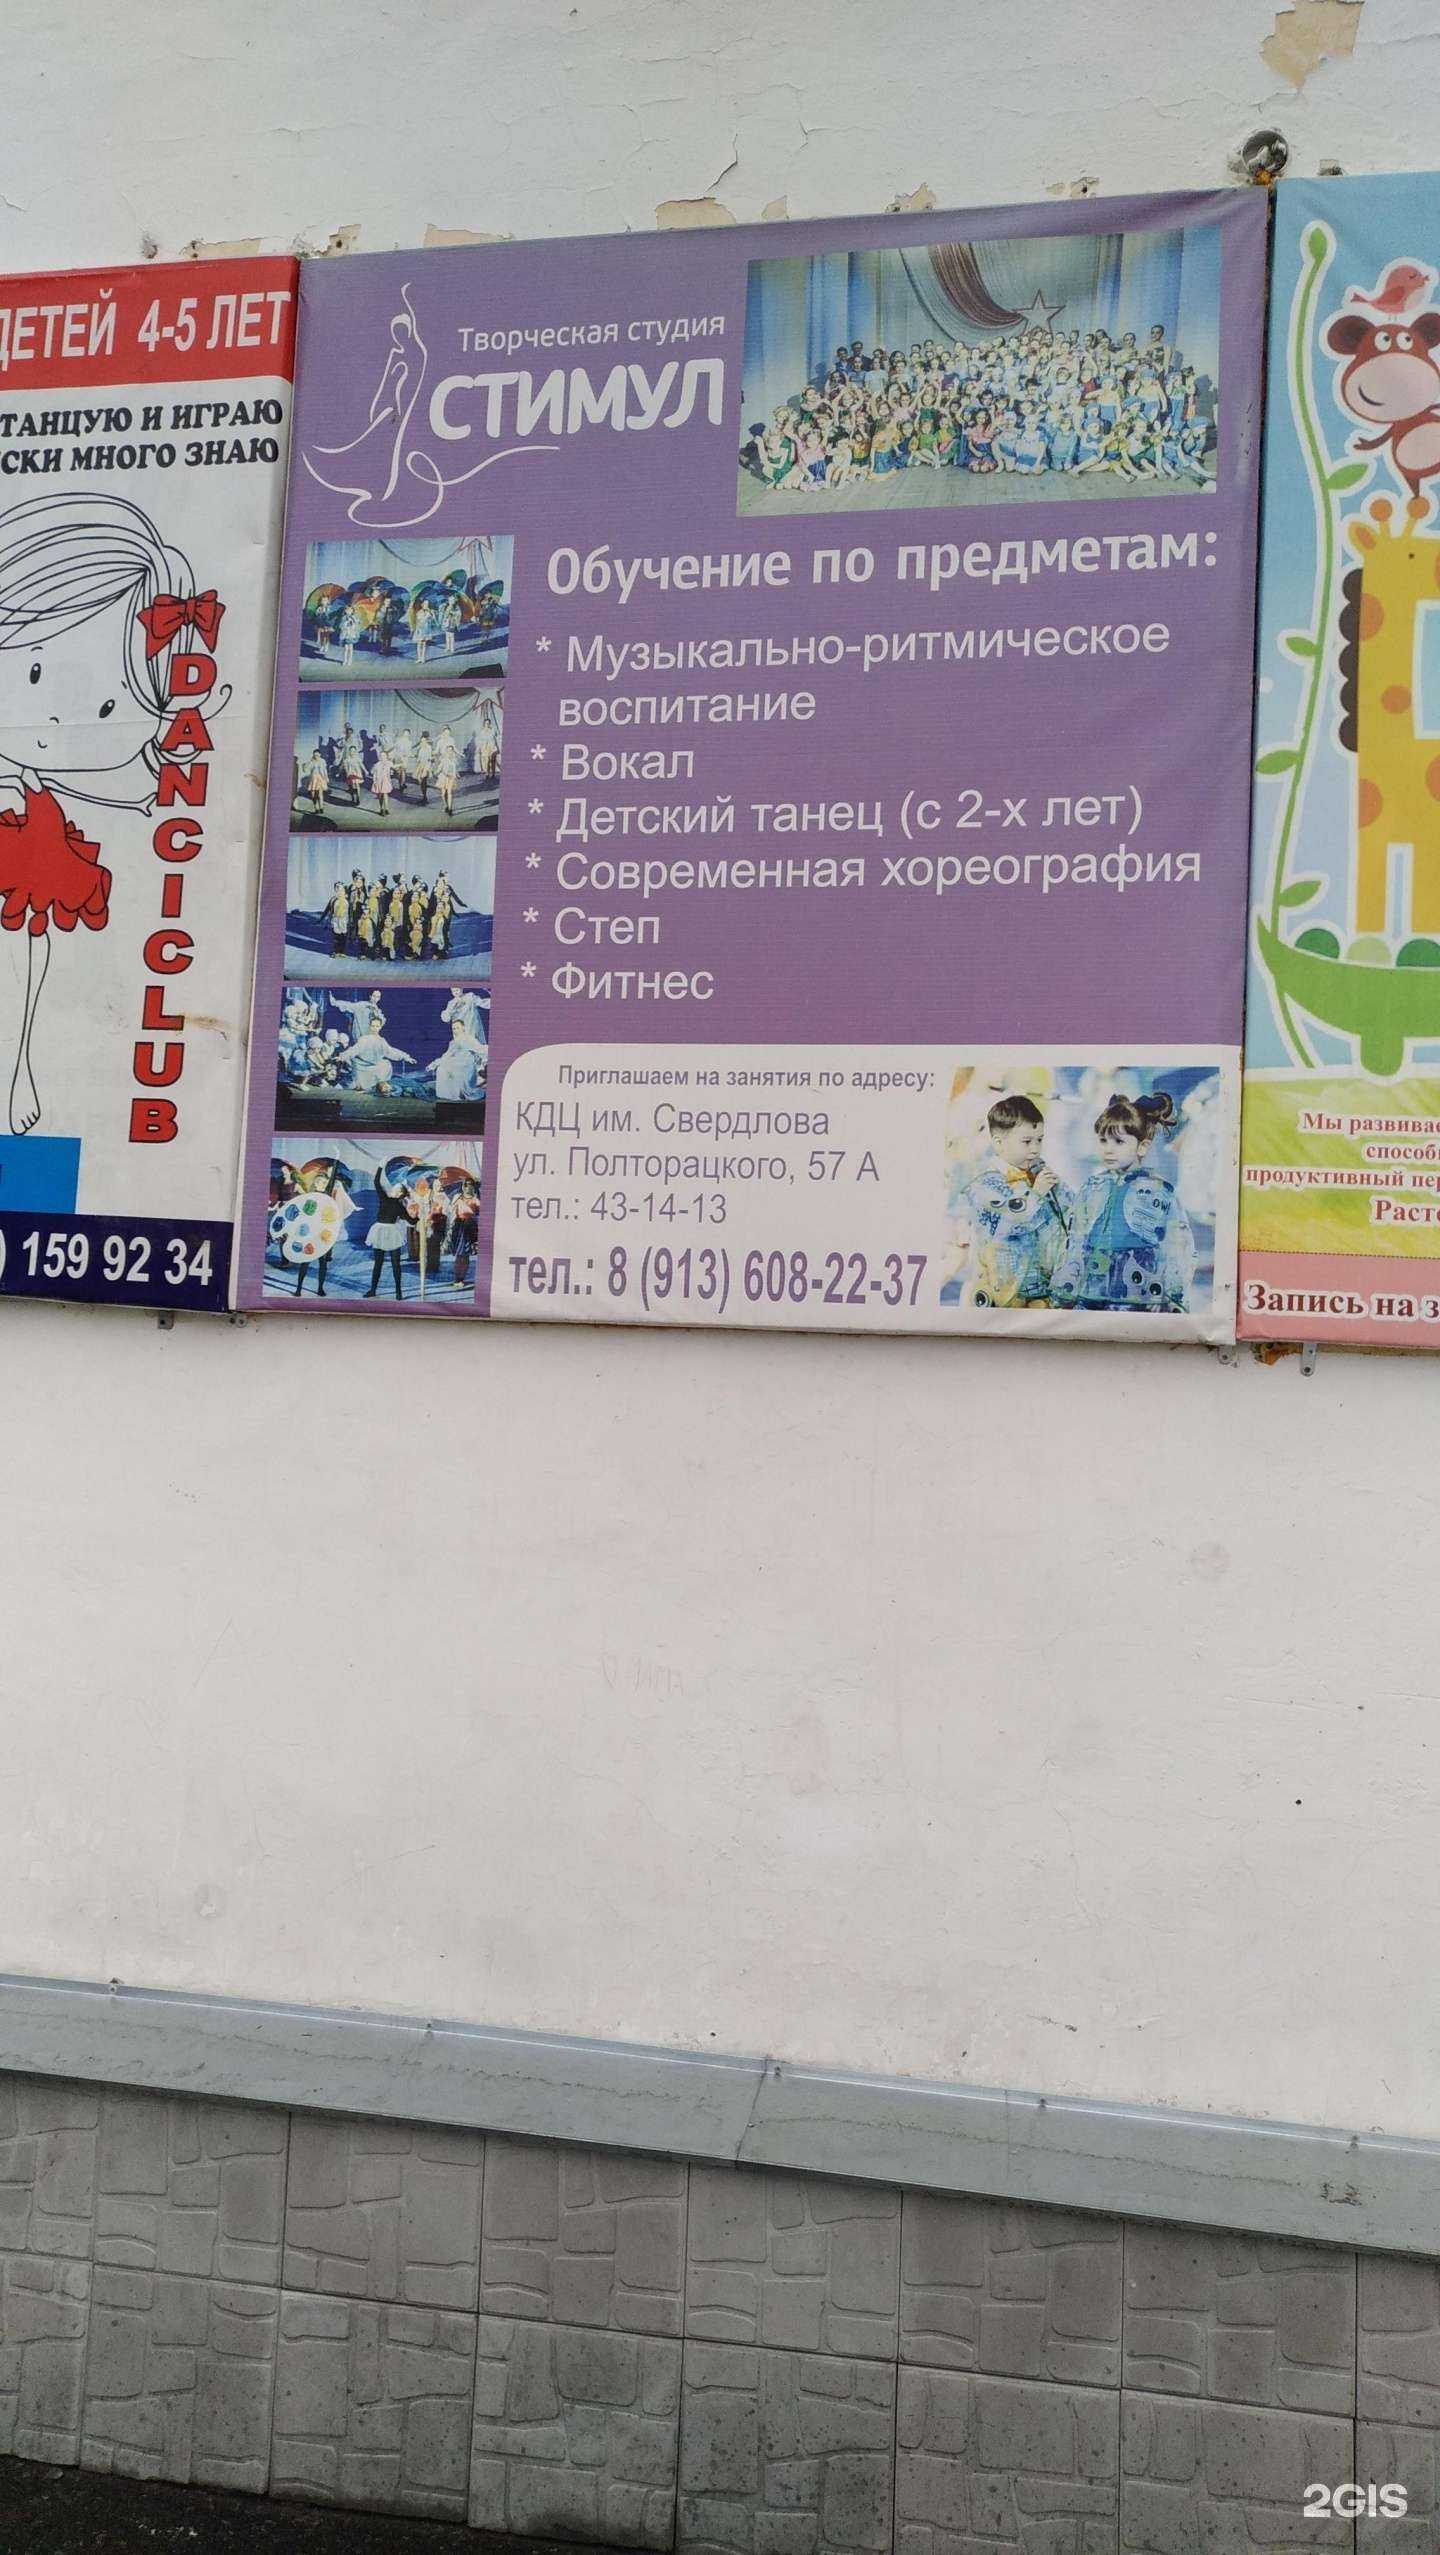 ДЕТЕЙ 4-5 ЛЕТ
ТАНЦУЮ И ИГРАЮ
СКИ МНОГО ЗНАЮ
DANCICLUB
) 159 92 34
Творческая студия
СТИМУЛ
Обучение по предметам:
* Музыкально-ритмическое
воспитание
* Вокал
* Детский танец (с 2-х лет)
* Современная хореография
* Степ
* Фитнес
Приглашаем на занятия по адресу:
КДЦ им. Свердлова
ул. Полторацкого, 57 А
тел.: 43-14-13
тел.: 8 (913) 608-22-37
Мы развивае
способ
продуктивный пер
Раст
Запись на з
2GIS